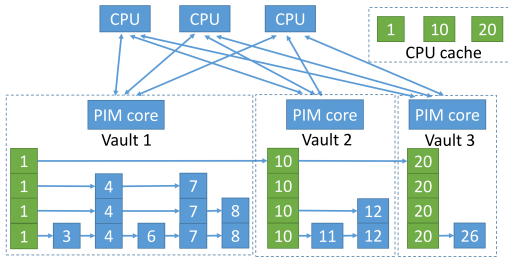 CPU CPU CPU
1 10 20
CPU cache
PIM core PIM core PIM core
Vault 1 Vault 2 Vault 3
1 10 20
1 4 7 10 20
1 4 7 8 10 12 20
1 3 4 6 7 8 10 11 12 20 26